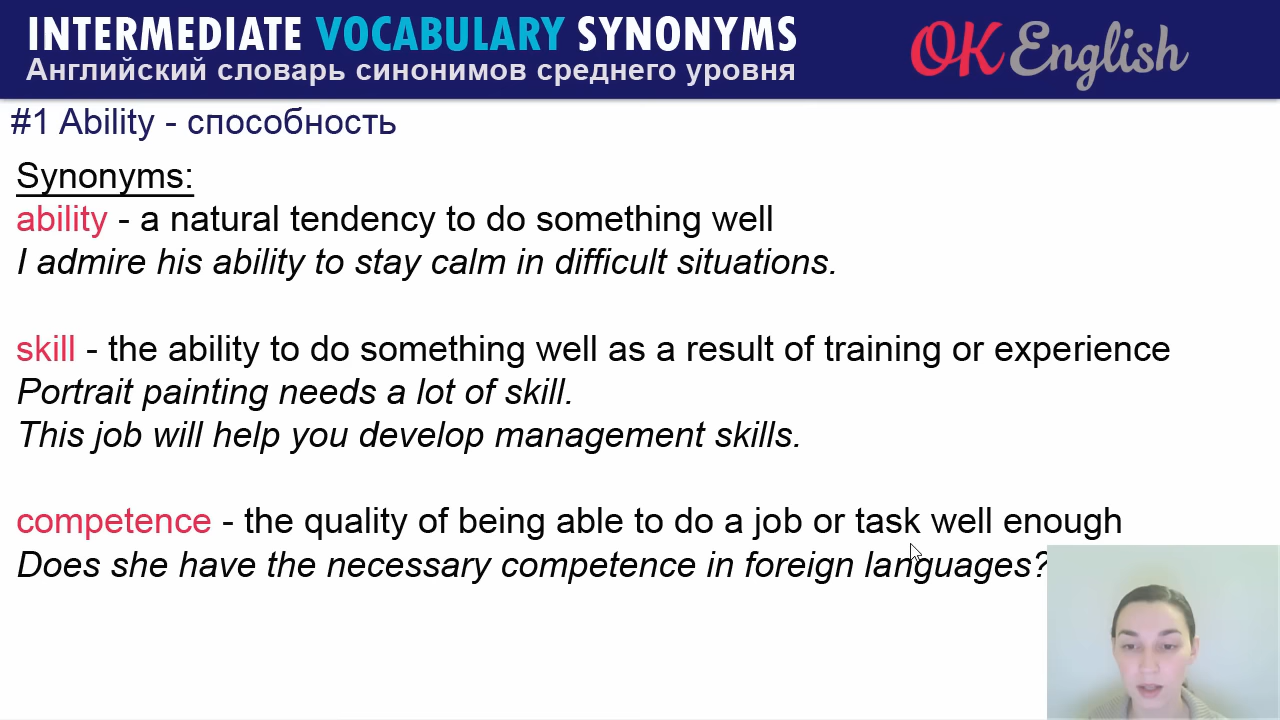 INTERMEDIATE VOCABULARY SYNONYMS
Английский словарь синонимов среднего уровня
OK English
#1 Ability - способность
Synonyms:
ability - a natural tendency to do something well
I admire his ability to stay calm in difficult situations.
skill - the ability to do something well as a result of training or experience
Portrait painting needs a lot of skill.
This job will help you develop management skills.
competence - the quality of being able to do a job or task well enough
Does she have the necessary competence in foreign languages?